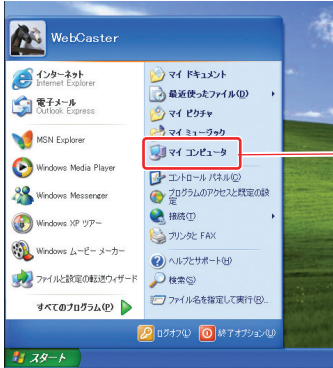 WebCaster
インターネット
Internet Explorer
電子メール
Outlook Express
MSN Explorer
Windows Media Player
Windows Messenger
Windows XP ツアー
Windows ムービー メーカー
ファイルと設定の転送ウィザード
すべてのプログラム(P)
マイ ドキュメント
最近使ったファイル(D)
マイ ピクチャ
マイ ミュージック
マイ コンピュータ
コントロール パネル(C)
プログラムのアクセスと既定の設
定
接続(T)
プリンタと FAX
ヘルプとサポート(H)
検索(S)
ファイル名を指定して実行(R)...
ログオフ(L)
終了オプション(U)
スタート